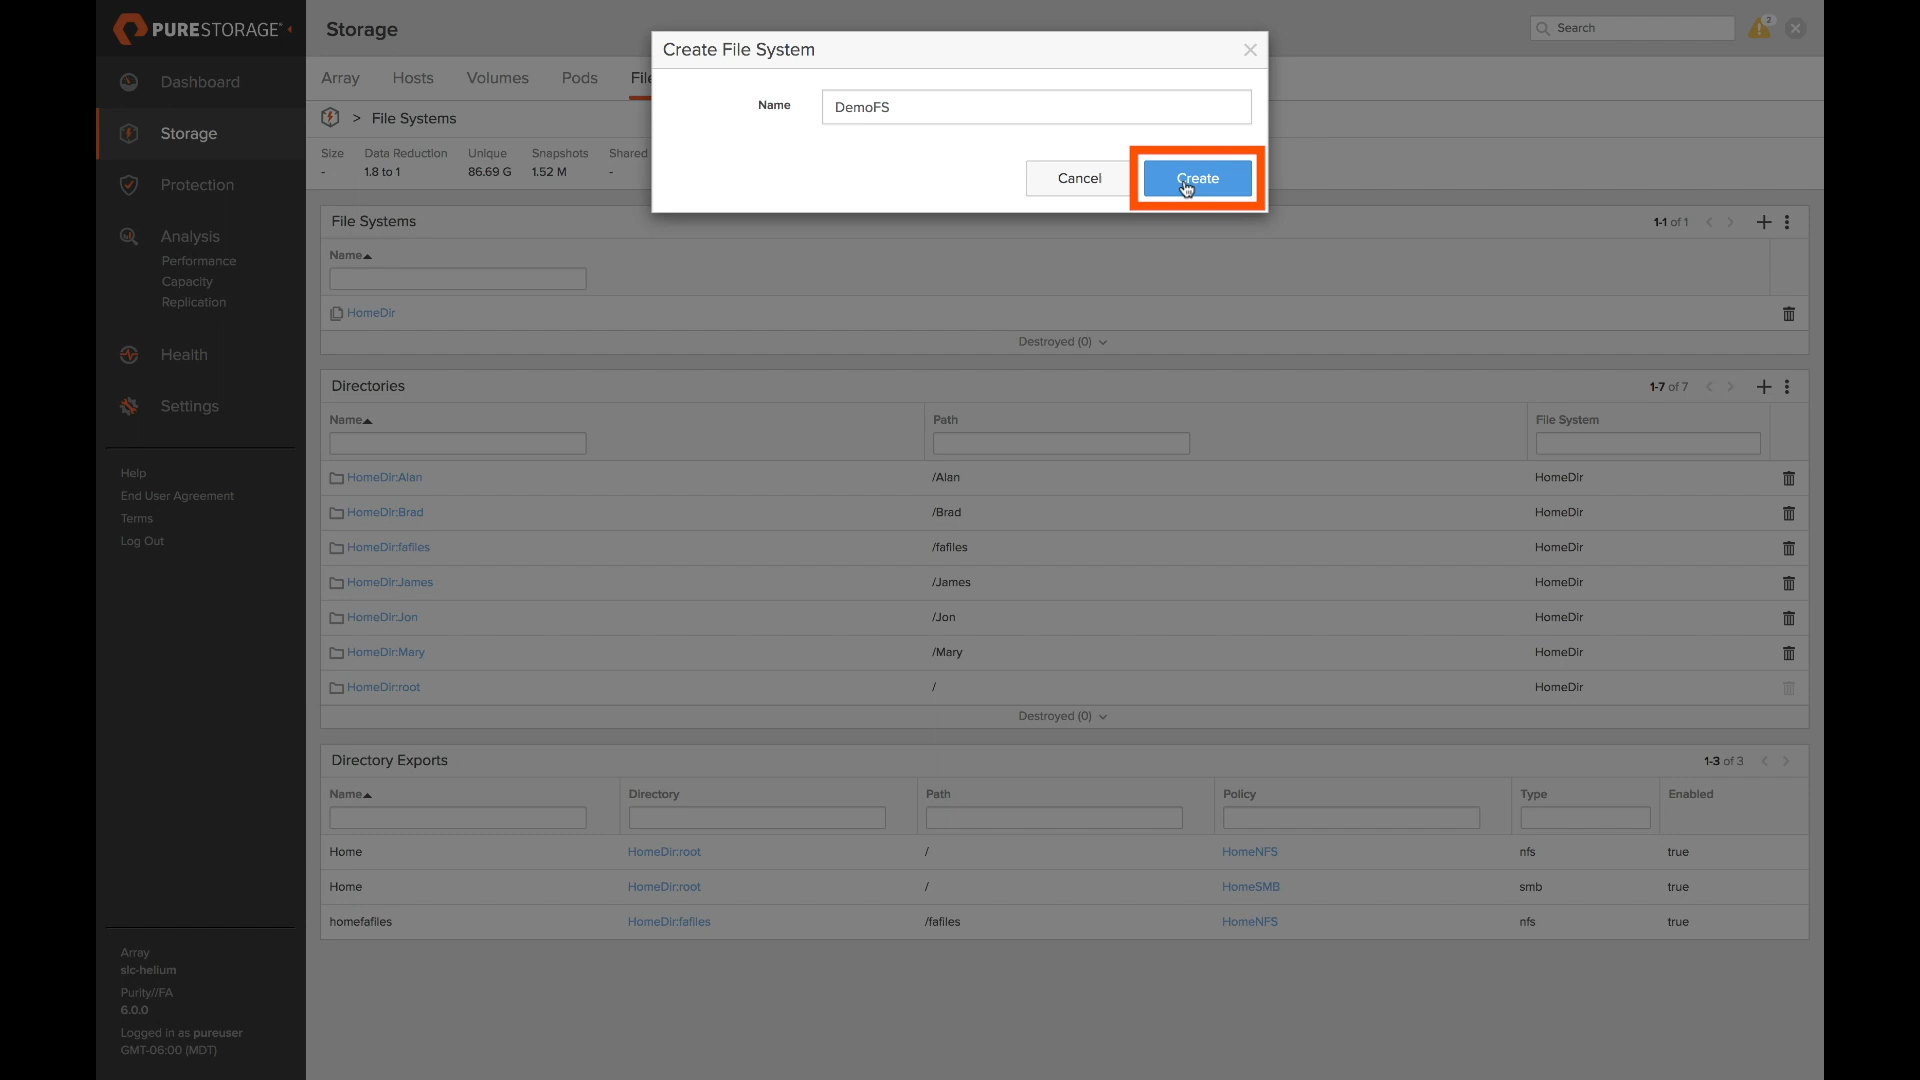 PURESTORAGE
Storage
Search
2
Create File System
Name
DemoFS
Cancel
Create
Dashboard
Storage
Protection
Analysis
Performance
Capacity
Replication
Health
Settings
Help
End User Agreement
Terms
Log Out
Array
slc-helium
Purity//FA
6.0.0
Logged in as pureuser
GMT-06:00 (MDT)
Array Hosts Volumes Pods
> File Systems
Size Data Reduction Unique Snapshots Shared
- 1.8 to 1 86.69 G 1.52 M -
File Systems 1-1 of 1
Name
HomeDir
Destroyed (0)
Directories 1-7 of 7
Name Path File System
HomeDir:Alan /Alan HomeDir
HomeDir:Brad /Brad HomeDir
HomeDir:fafiles /fafiles HomeDir
HomeDir:James /James HomeDir
HomeDir:Jon /Jon HomeDir
HomeDir:Mary /Mary HomeDir
HomeDir:root / HomeDir
Destroyed (0)
Directory Exports 1-3 of 3
Name Directory Path Policy Type Enabled
Home HomeDir:root / HomeNFS nfs true
Home HomeDir:root / HomeSMB smb true
homefafiles HomeDir:fafiles /fafiles HomeNFS nfs true